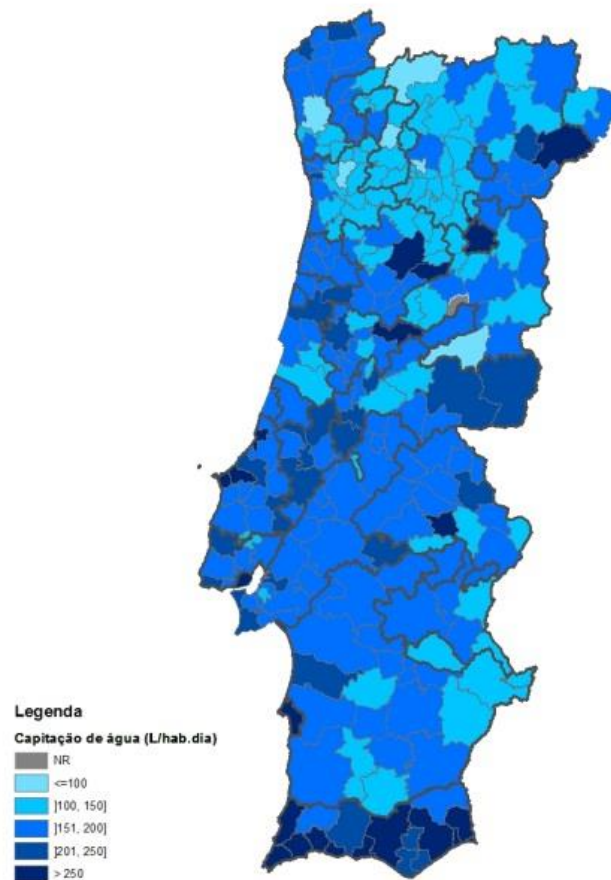 Legenda
Capitação de água (L/hab.dia)
NR
<=100
]100, 150]
]151, 200]
]201, 250]
> 250